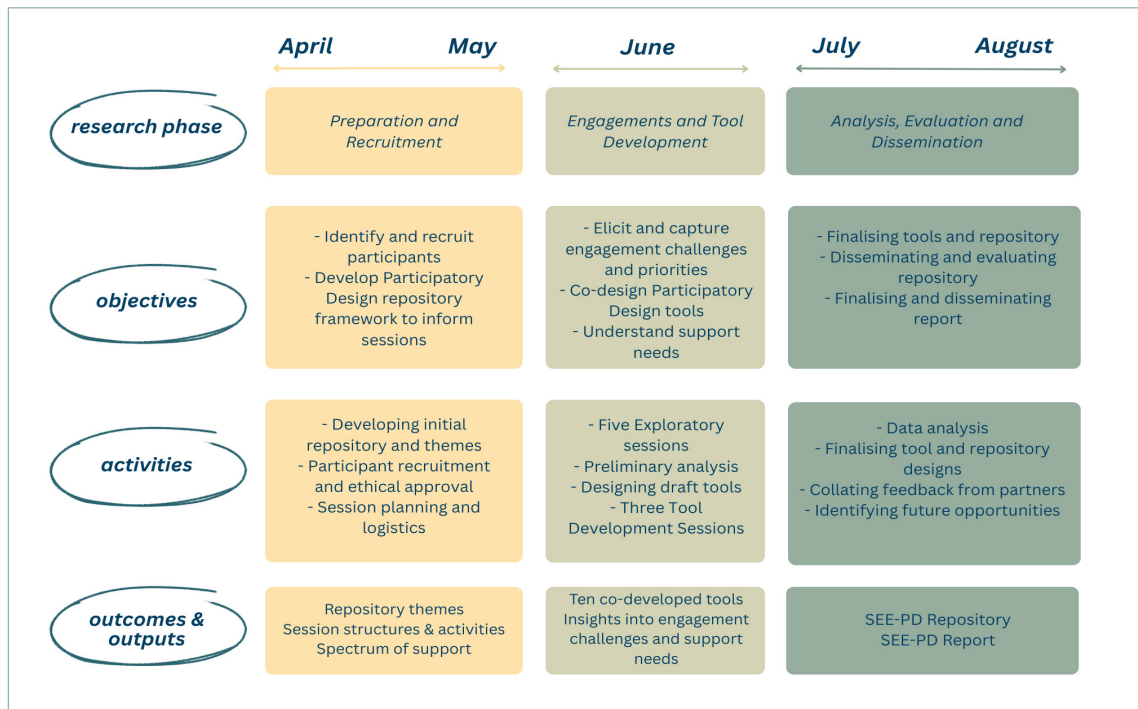 April
May
June
July
August
research phase
Preparation and
Recruitment
Engagements and Tool
Development
Analysis, Evaluation and
Dissemination
objectives
- Identify and recruit
participants
- Develop Participatory
Design repository
framework to inform
sessions
- Elicit and capture
engagement challenges
and priorities
- Co-design Participatory
Design tools
- Understand support
needs
- Finalising tools and repository
- Disseminating and evaluating
repository
- Finalising and disseminating
report
activities
- Developing initial
repository and themes
- Participant recruitment
and ethical approval
- Session planning and
logistics
- Five Exploratory
sessions
- Preliminary analysis
- Designing draft tools
- Three Tool
Development Sessions
- Data analysis
- Finalising tool and repository
designs
- Collating feedback from partners
- Identifying future opportunities
outcomes &
outputs
Repository themes
Session structures & activities
Spectrum of support
Ten co-developed tools
Insights into engagement
challenges and support
needs
SEE-PD Repository
SEE-PD Report